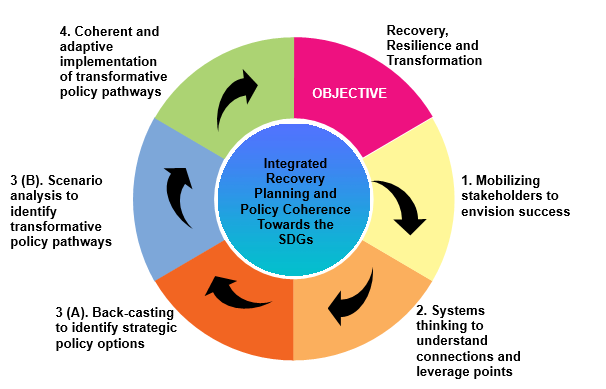 Recovery,
Resilience and
Transformation
OBJECTIVE
1. Mobilizing
stakeholders to
envision success
2. Systems
thinking to
understand
connections and
leverage points
3 (A). Back-casting
to identify strategic
policy options
3 (B). Scenario
analysis to
identify
transformative
policy pathways
4. Coherent and
adaptive
implementation
of transformative
policy pathways
Integrated
Recovery
Planning and
Policy Coherence
Towards the
SDGs